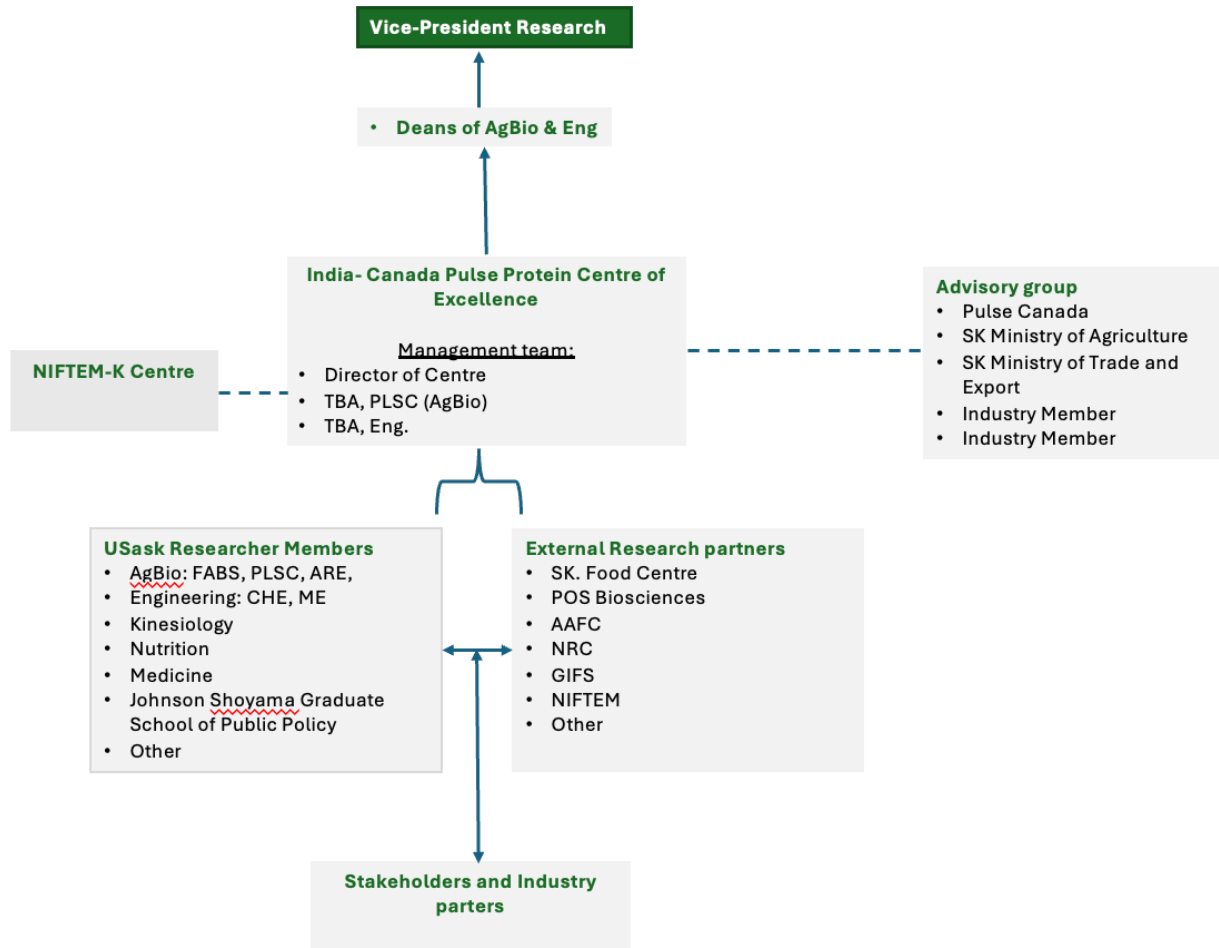 Vice-President Research
• Deans of AgBio & Eng
India- Canada Pulse Protein Centre of
Excellence
Management team:
• Director of Centre
• TBA, PLSC (AgBio)
• TBA, Eng.
NIFTEM-K Centre
Advisory group
• Pulse Canada
• SK Ministry of Agriculture
• SK Ministry of Trade and
Export
• Industry Member
• Industry Member
USask Researcher Members
• AgBio: FABS, PLSC, ARE,
• Engineering: CHE, ME
• Kinesiology
• Nutrition
• Medicine
• Johnson Shoyama Graduate
School of Public Policy
• Other
External Research partners
• SK. Food Centre
• POS Biosciences
• AAFC
• NRC
• GIFS
• NIFTEM
• Other
Stakeholders and Industry
parters